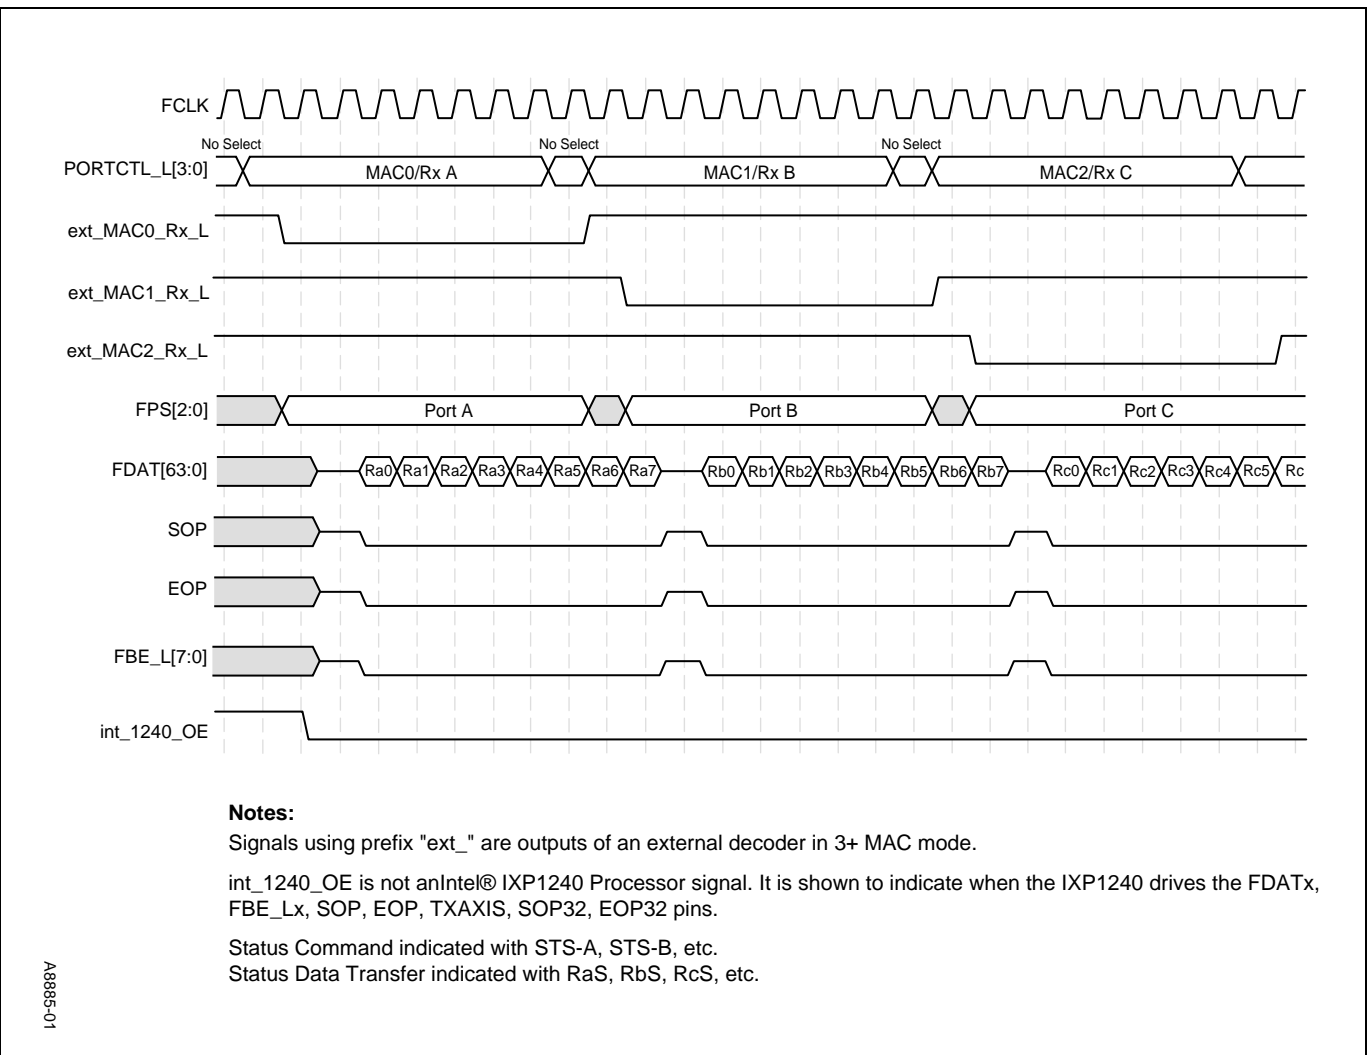 FCLK
No Select No Select No Select
PORTCTL_L[3:0] MAC0/Rx A MAC1/Rx B MAC2/Rx C
ext_MAC0_Rx_L
ext_MAC1_Rx_L
ext_MAC2_Rx_L
FPS[2:0] Port A Port B Port C
FDAT[63:0] Ra0 Ra1 Ra2 Ra3 Ra4 Ra5 Ra6 Ra7 Rb0 Rb1 Rb2 Rb3 Rb4 Rb5 Rb6 Rb7 Rc0 Rc1 Rc2 Rc3 Rc4 Rc5 Rc
SOP
EOP
FBE_L[7:0]
int_1240_OE
Notes:
Signals using prefix "ext_" are outputs of an external decoder in 3+ MAC mode.
int_1240_OE is not anIntel® IXP1240 Processor signal. It is shown to indicate when the IXP1240 drives the FDATx,
FBE_Lx, SOP, EOP, TXAXIS, SOP32, EOP32 pins.
Status Command indicated with STS-A, STS-B, etc.
Status Data Transfer indicated with RaS, RbS, RcS, etc.
A8885-01